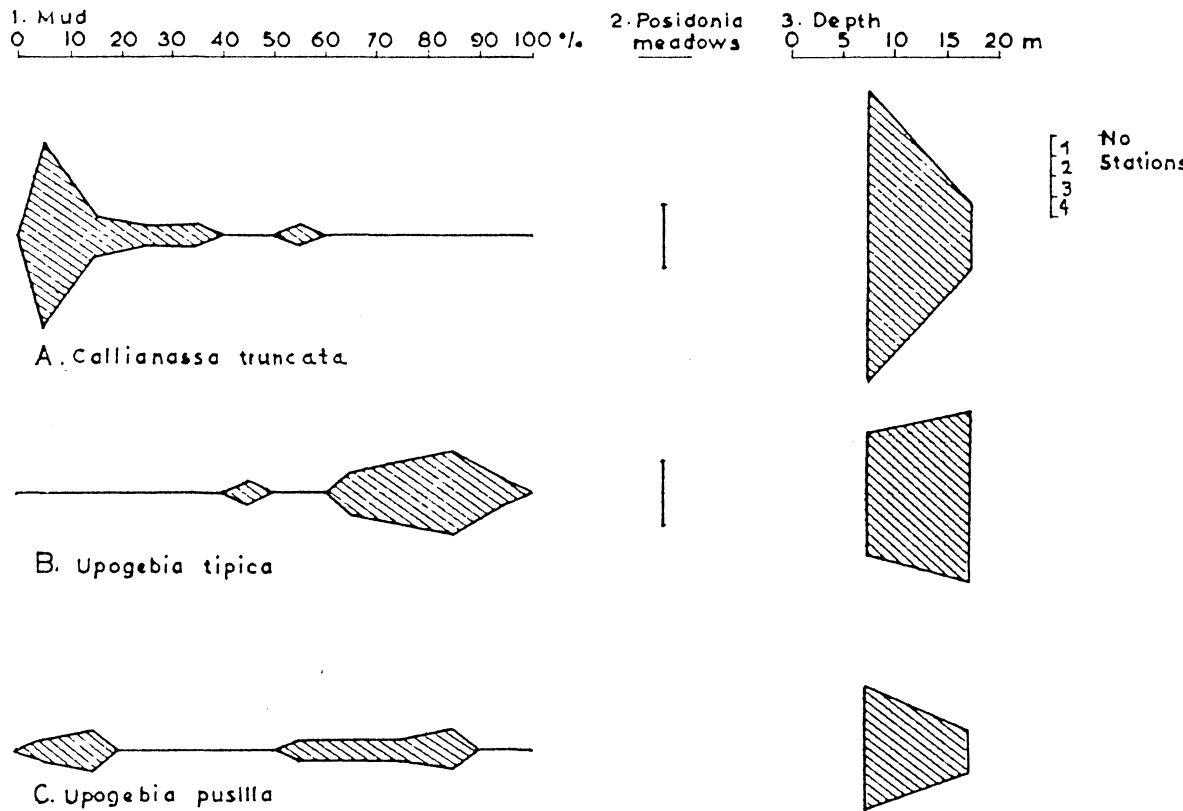 1. Mud
0 10 20 30 40 50 60 70 80 90 100 %
2. Posidonia
meadows
3. Depth
0 5 10 15 20 m
1
2
3
4
No
Stations
A. Callianassa truncata
B. Upogebia tipica
C. Upogebia pusilla